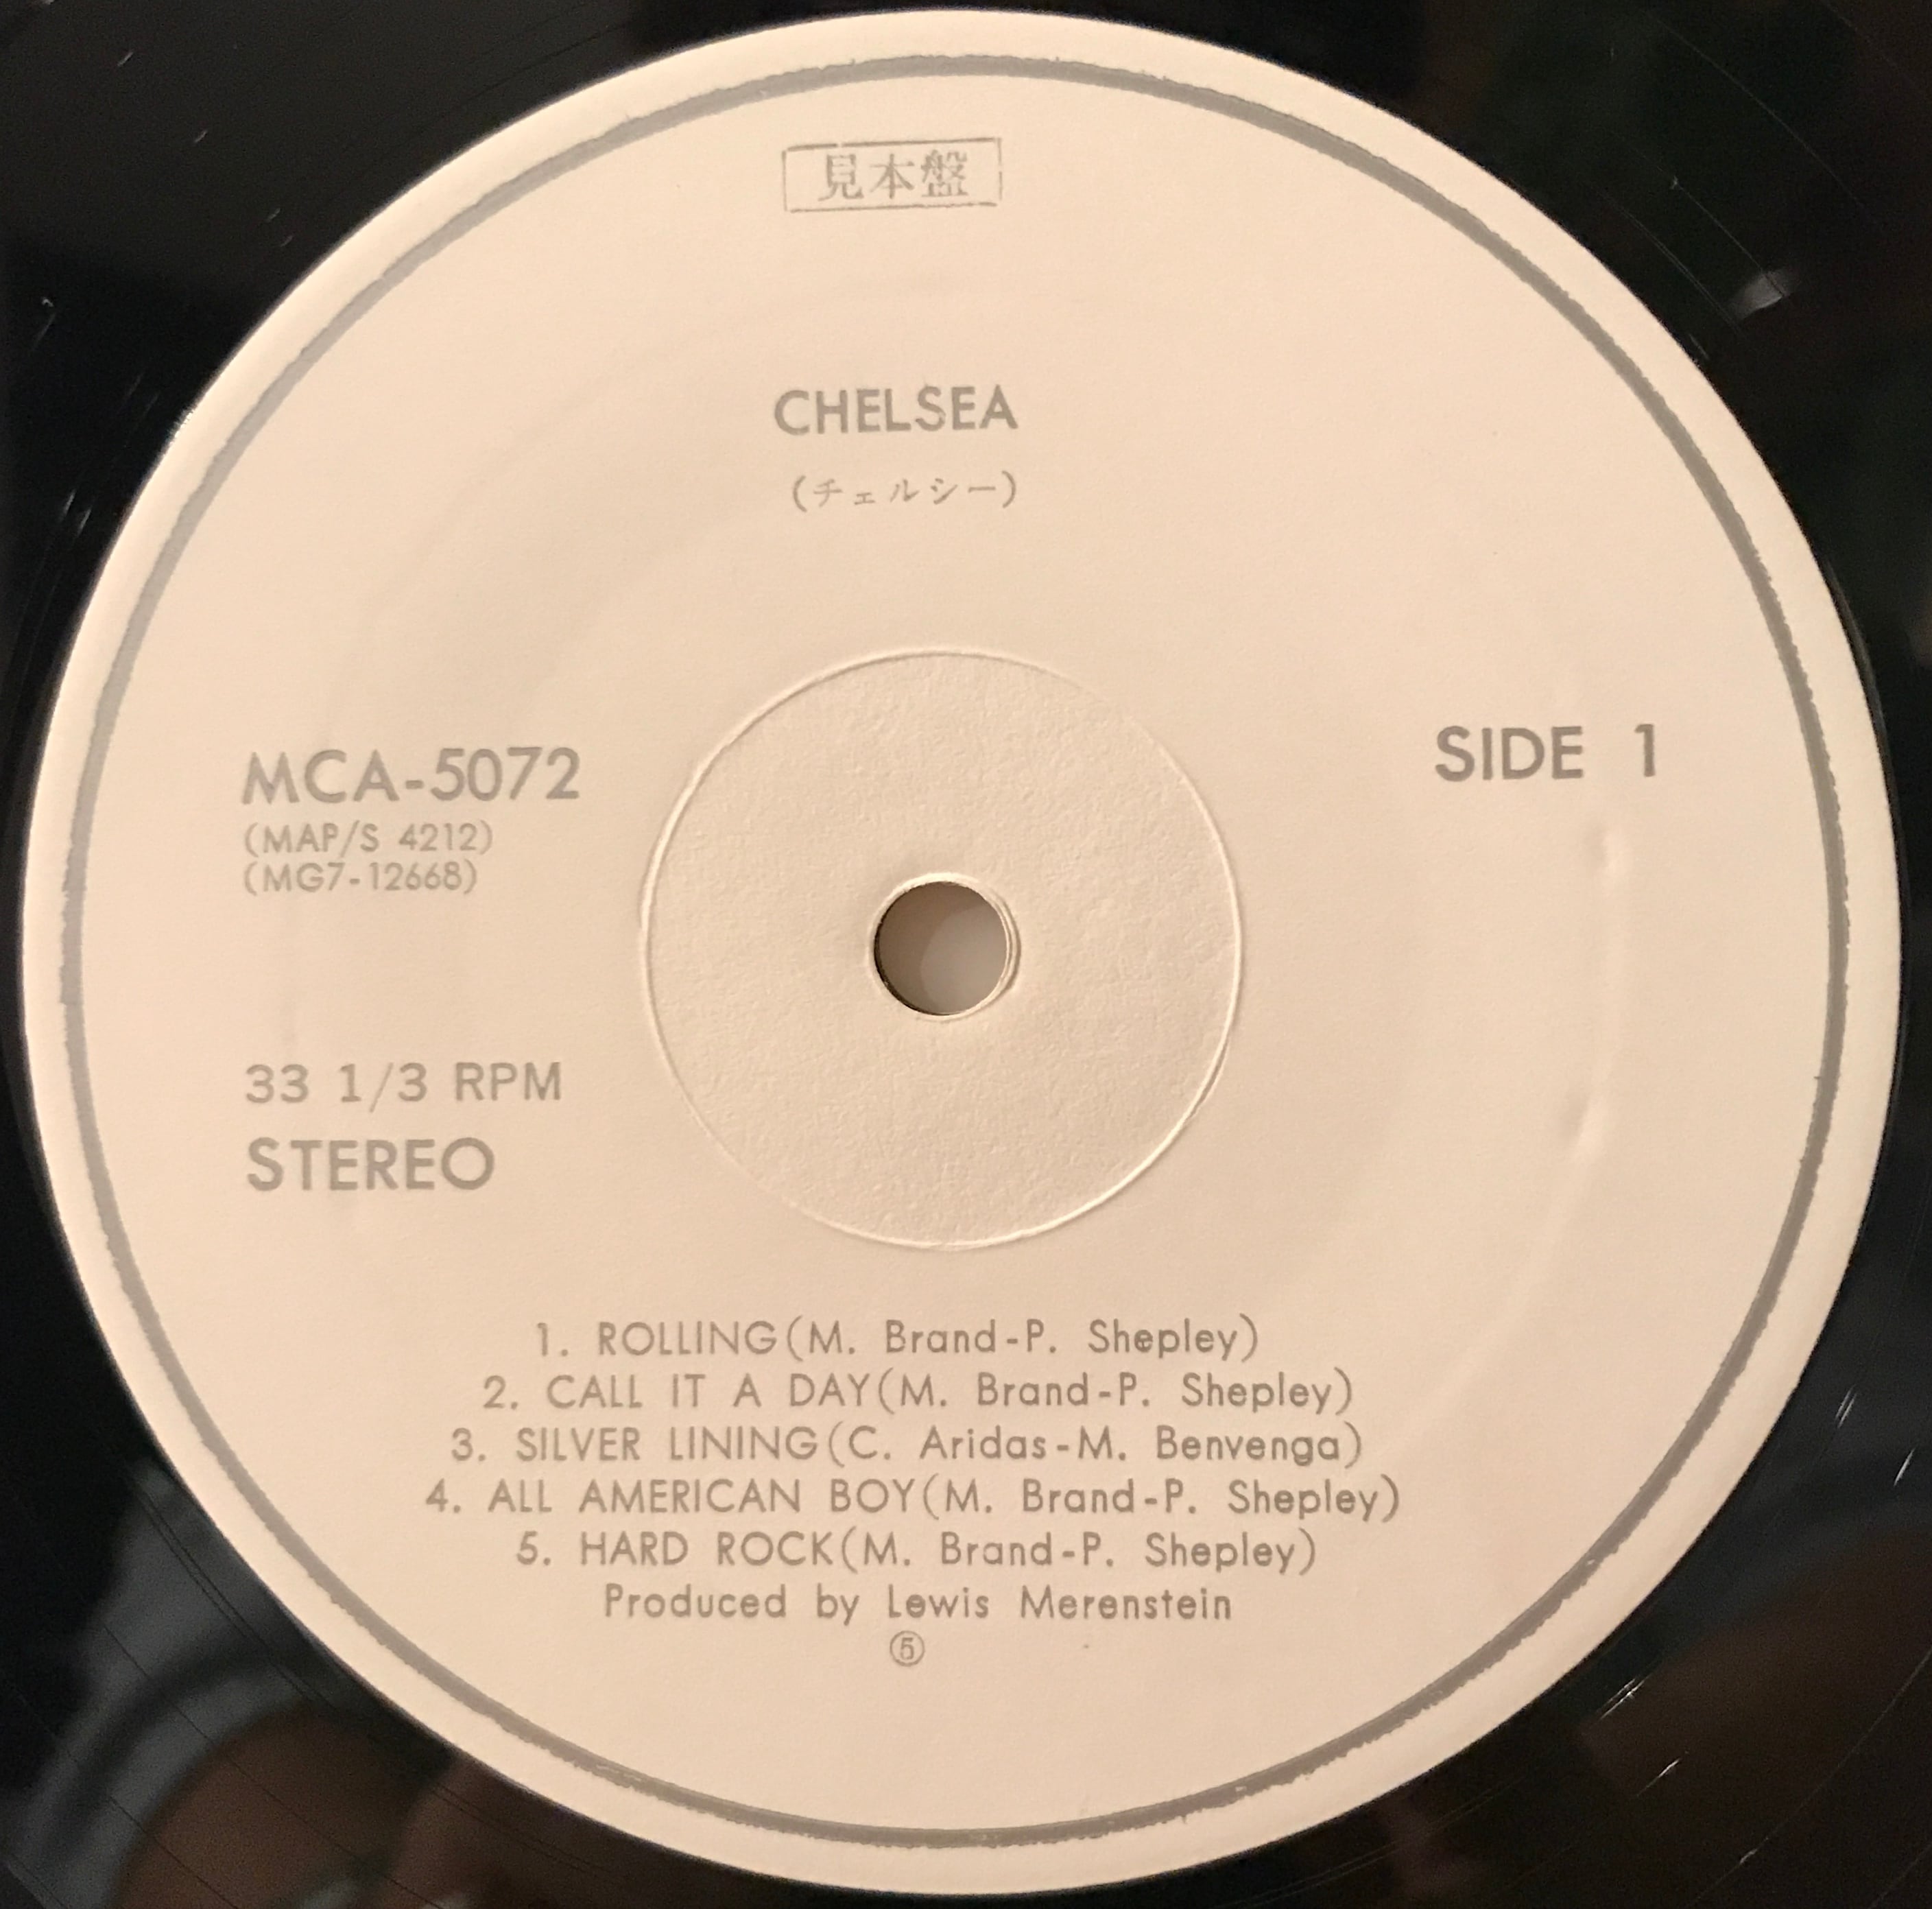 見本盤
CHELSEA
(チェルシー)
MCA-5072
(MAP/S 4212)
(MG7-12668)
SIDE 1
33 1/3 RPM
STEREO
1. ROLLING(M. Brand-P. Shepley)
2. CALL IT A DAY(M. Brand-P. Shepley)
3. SILVER LINING(C. Aridas-M. Benvenga)
4. ALL AMERICAN BOY(M. Brand-P. Shepley)
5. HARD ROCK(M. Brand-P. Shepley)
Produced by Lewis Merenstein
⑤